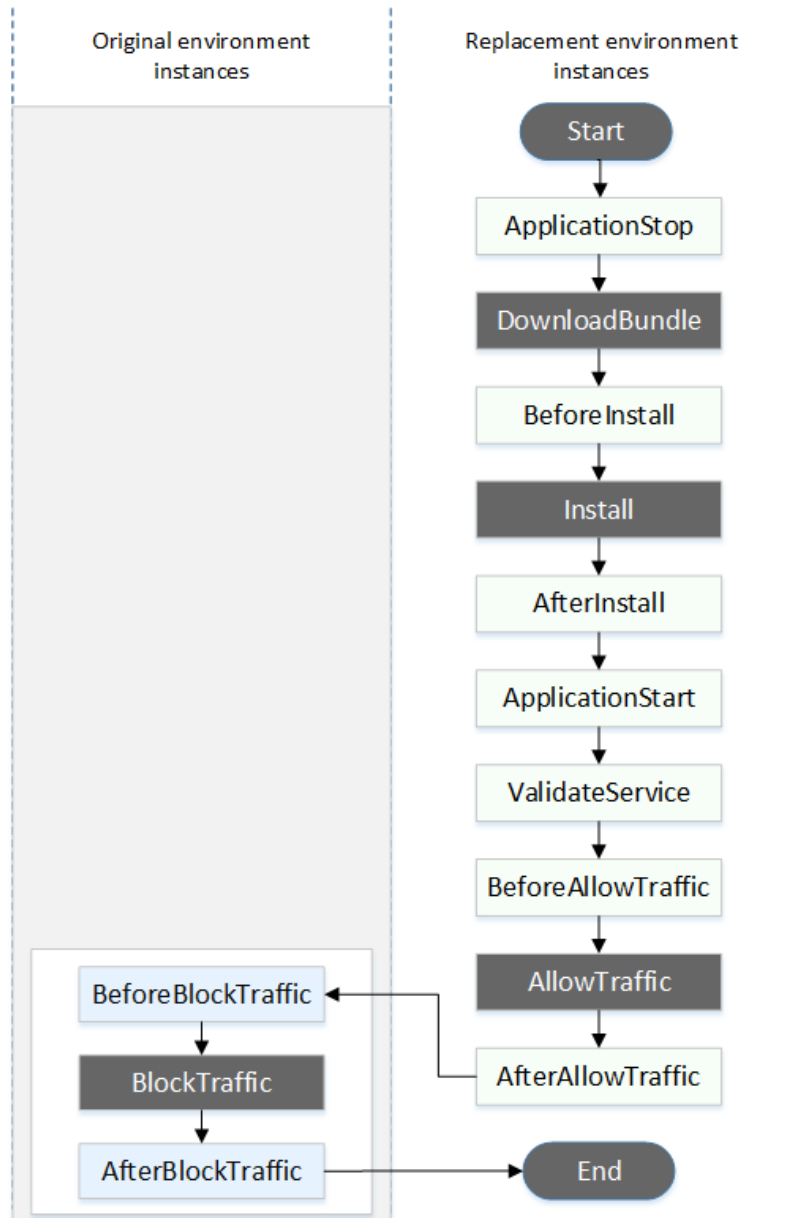 Original environment
instances
Replacement environment
instances
Start
ApplicationStop
DownloadBundle
BeforeInstall
Install
AfterInstall
ApplicationStart
ValidateService
BeforeAllowTraffic
AllowTraffic
AfterAllowTraffic
BeforeBlockTraffic
BlockTraffic
AfterBlockTraffic
End